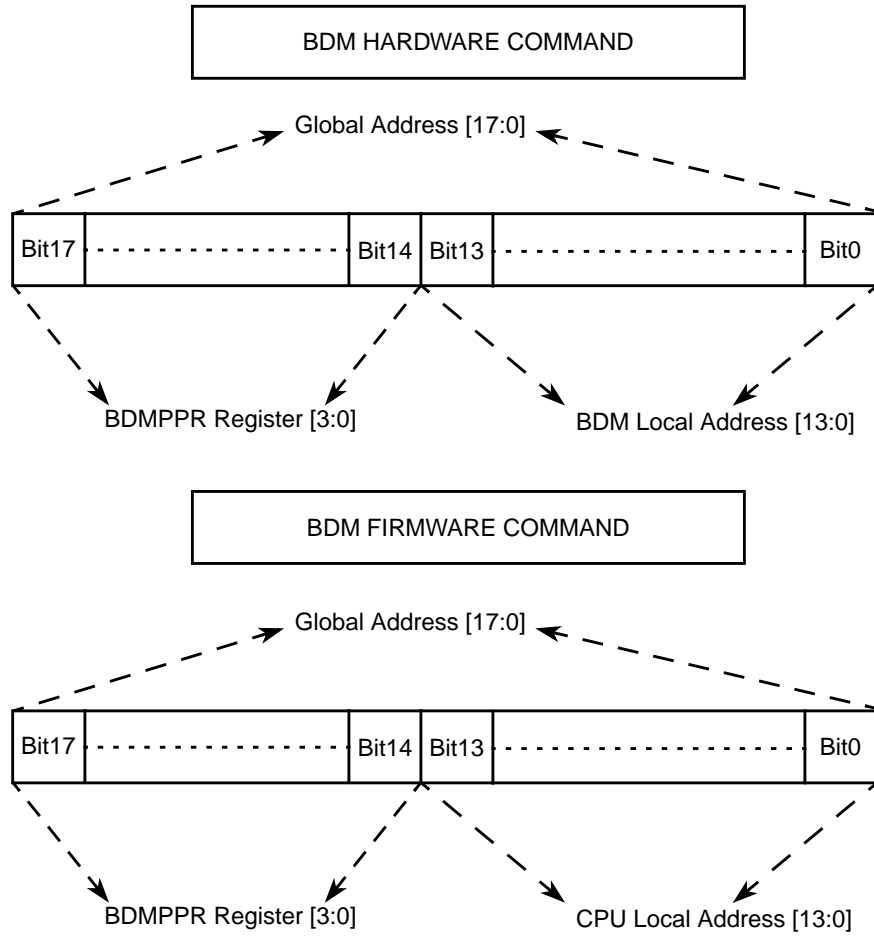 BDM HARDWARE COMMAND
Global Address [17:0]
Bit17 Bit14 Bit13 Bit0
BDMPPR Register [3:0] BDM Local Address [13:0]
BDM FIRMWARE COMMAND
Global Address [17:0]
Bit17 Bit14 Bit13 Bit0
BDMPPR Register [3:0] CPU Local Address [13:0]